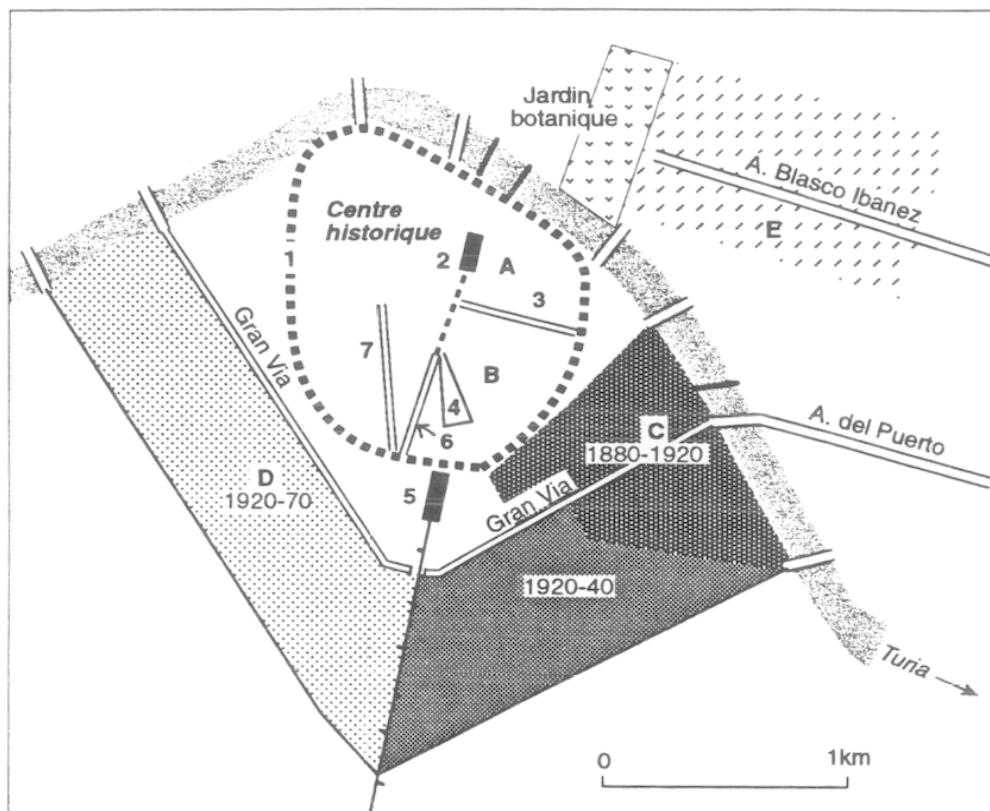 Jardin
botanique
A. Blasco Ibanez
E
Centre
historique
1
2
A
3
Gran Via
7
B
4
6
A. del Puerto
C
1880-1920
D
1920-70
5
Gran Via
1920-40
Turia
0
1km